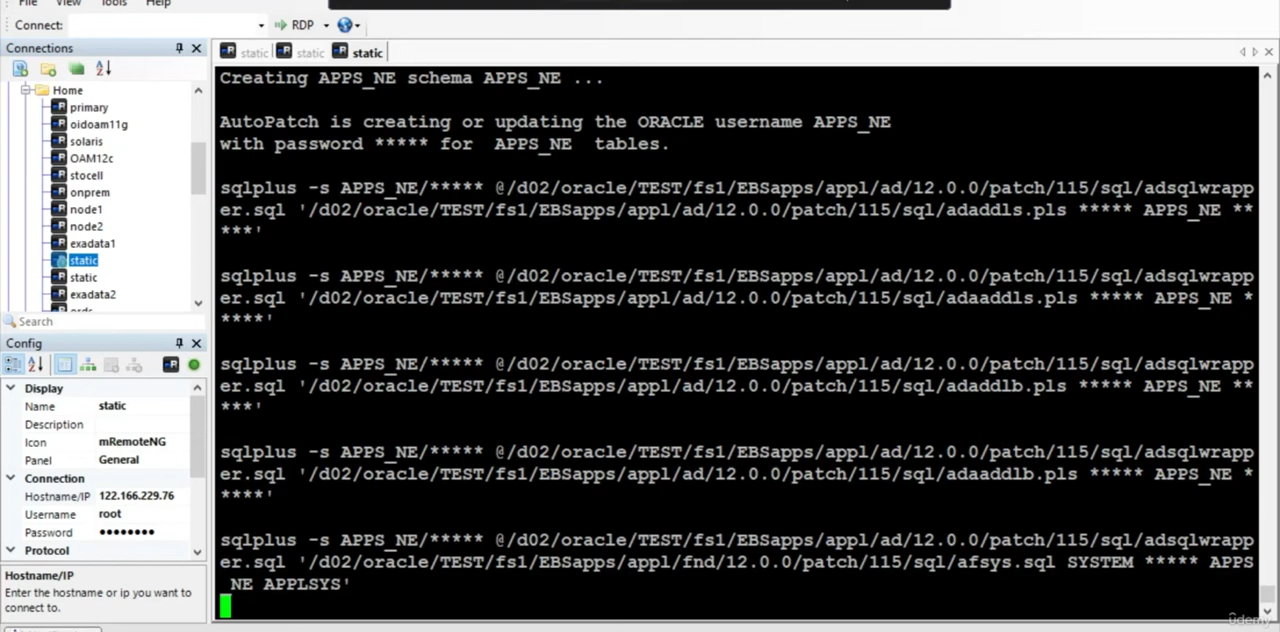 File View Tools Help
Connect: RDP
Connections
static static static
Home
primary
oidoam11g
solaris
OAM12c
stocell
onprem
node1
node2
exadata1
static
static
exadata2
Search
Config
Display
Name static
Description
Icon mRemoteNG
Panel General
Connection
Hostname/IP 122.166.229.76
Username root
Password ●●●●●●●●
Protocol
Hostname/IP
Enter the hostname or ip you want to
connect to.
Creating APPS_NE schema APPS_NE ...
AutoPatch is creating or updating the ORACLE username APPS_NE
with password ***** for  APPS_NE  tables.
sqlplus -s APPS_NE/***** @/d02/oracle/TEST/fs1/EBSapps/appl/ad/12.0.0/patch/115/sql/adsqlwrapp
er.sql '/d02/oracle/TEST/fs1/EBSapps/appl/ad/12.0.0/patch/115/sql/adaddls.pls ***** APPS_NE **
***'
sqlplus -s APPS_NE/***** @/d02/oracle/TEST/fs1/EBSapps/appl/ad/12.0.0/patch/115/sql/adsqlwrapp
er.sql '/d02/oracle/TEST/fs1/EBSapps/appl/ad/12.0.0/patch/115/sql/adaaddls.pls ***** APPS_NE *
****'
sqlplus -s APPS_NE/***** @/d02/oracle/TEST/fs1/EBSapps/appl/ad/12.0.0/patch/115/sql/adsqlwrapp
er.sql '/d02/oracle/TEST/fs1/EBSapps/appl/ad/12.0.0/patch/115/sql/adaddlb.pls ***** APPS_NE **
***'
sqlplus -s APPS_NE/***** @/d02/oracle/TEST/fs1/EBSapps/appl/ad/12.0.0/patch/115/sql/adsqlwrapp
er.sql '/d02/oracle/TEST/fs1/EBSapps/appl/ad/12.0.0/patch/115/sql/adaaddlb.pls ***** APPS_NE *
****'
sqlplus -s APPS_NE/***** @/d02/oracle/TEST/fs1/EBSapps/appl/ad/12.0.0/patch/115/sql/adsqlwrapp
er.sql '/d02/oracle/TEST/fs1/EBSapps/appl/fnd/12.0.0/patch/115/sql/afsys.sql SYSTEM ***** APPS
_NE APPLSYS'
ûdemy